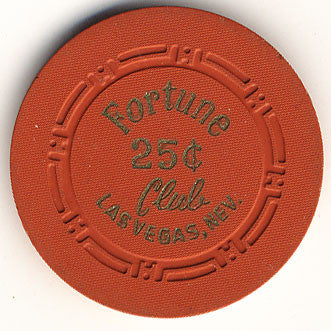 Fortune
25¢
Club
LAS VEGAS, NEV.